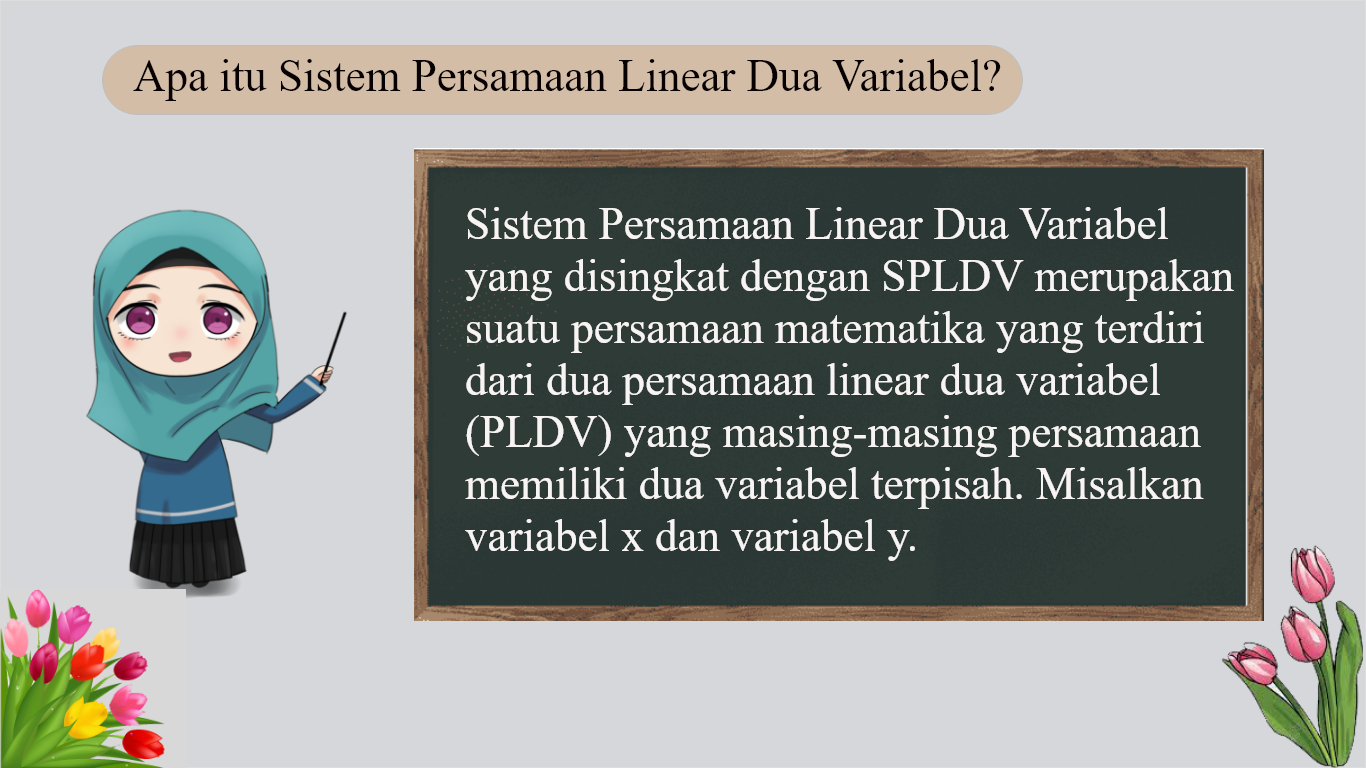 Apa itu Sistem Persamaan Linear Dua Variabel?
Sistem Persamaan Linear Dua Variabel
yang disingkat dengan SPLDV merupakan
suatu persamaan matematika yang terdiri
dari dua persamaan linear dua variabel
(PLDV) yang masing-masing persamaan
memiliki dua variabel terpisah. Misalkan
variabel x dan variabel y.